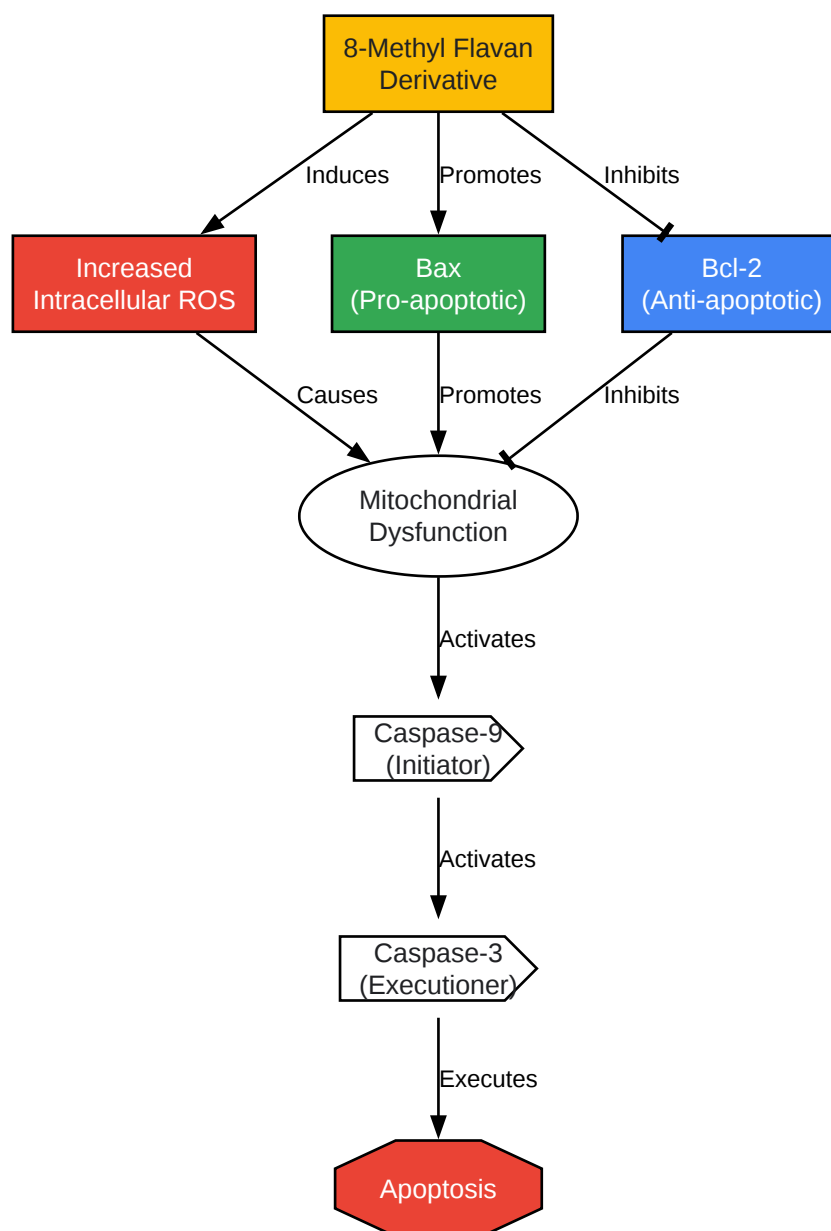 8-Methyl Flavan
Derivative
Induces
Promotes
Inhibits
Increased
Intracellular ROS
Bax
(Pro-apoptotic)
Bcl-2
(Anti-apoptotic)
Causes
Promotes
Inhibits
Mitochondrial
Dysfunction
Activates
Caspase-9
(Initiator)
Activates
Caspase-3
(Executioner)
Executes
Apoptosis